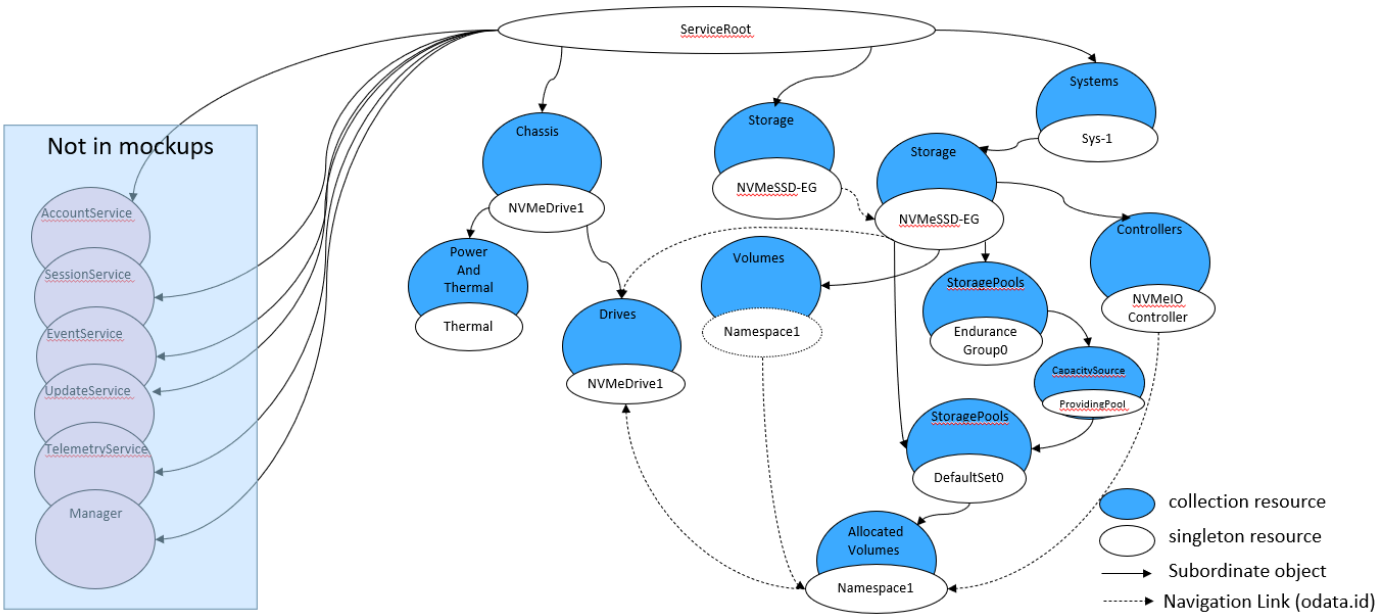 ServiceRoot
Systems
Sys-1
Chassis
NVMeDrive1
Storage
NVMeSSD-EG
Storage
NVMeSSD-EG
Not in mockups
AccountService
SessionService
EventService
UpdateService
TelemetryService
Manager
Power
And
Thermal
Thermal
Drives
NVMeDrive1
Volumes
Namespace1
StoragePools
Endurance
Group0
Controllers
NVMeIO
Controller
CapacitySource
ProvidingPool
StoragePools
DefaultSet0
Allocated
Volumes
Namespace1
collection resource
singleton resource
Subordinate object
Navigation Link (odata.id)